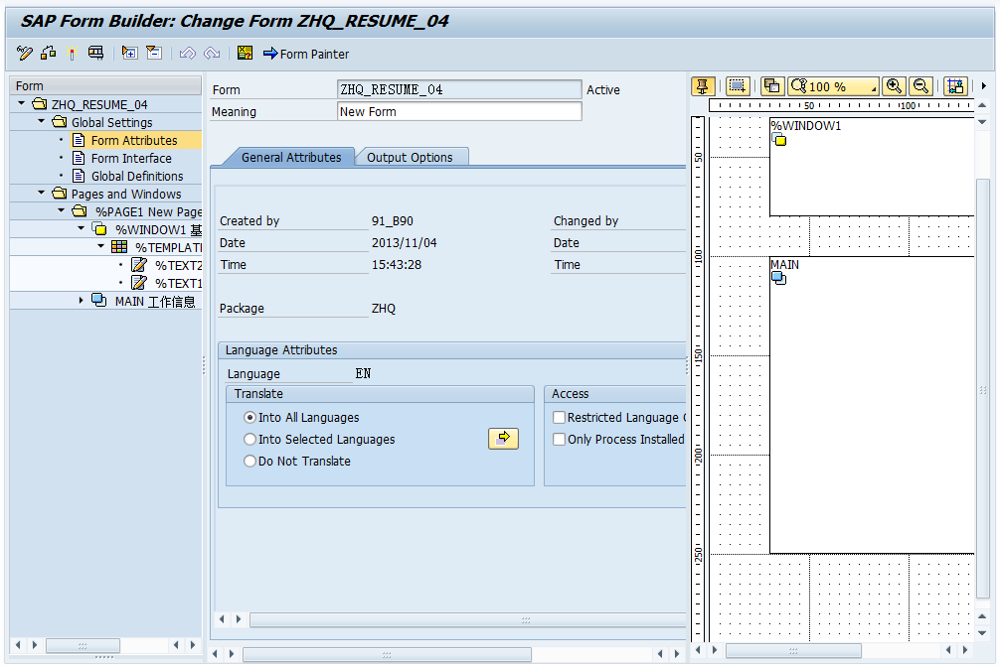 SAP Form Builder: Change Form ZHQ_RESUME_04
Form Painter
Form
ZHQ_RESUME_04
Global Settings
Form Attributes
Form Interface
Global Definitions
Pages and Windows
%PAGE1 New Page
%WINDOW1 基
%TEMPLATI
%TEXT2
%TEXT1
MAIN 工作信息
Form ZHQ_RESUME_04 Active
Meaning New Form
General Attributes Output Options
Created by 91_B90 Changed by
Date 2013/11/04 Date
Time 15:43:28 Time
Package ZHQ
Language Attributes
Language EN
Translate Access
Into All Languages Restricted Language
Into Selected Languages Only Process Installed
Do Not Translate
100 %
50 100
%WINDOW1
50
100
MAIN
150
200
250